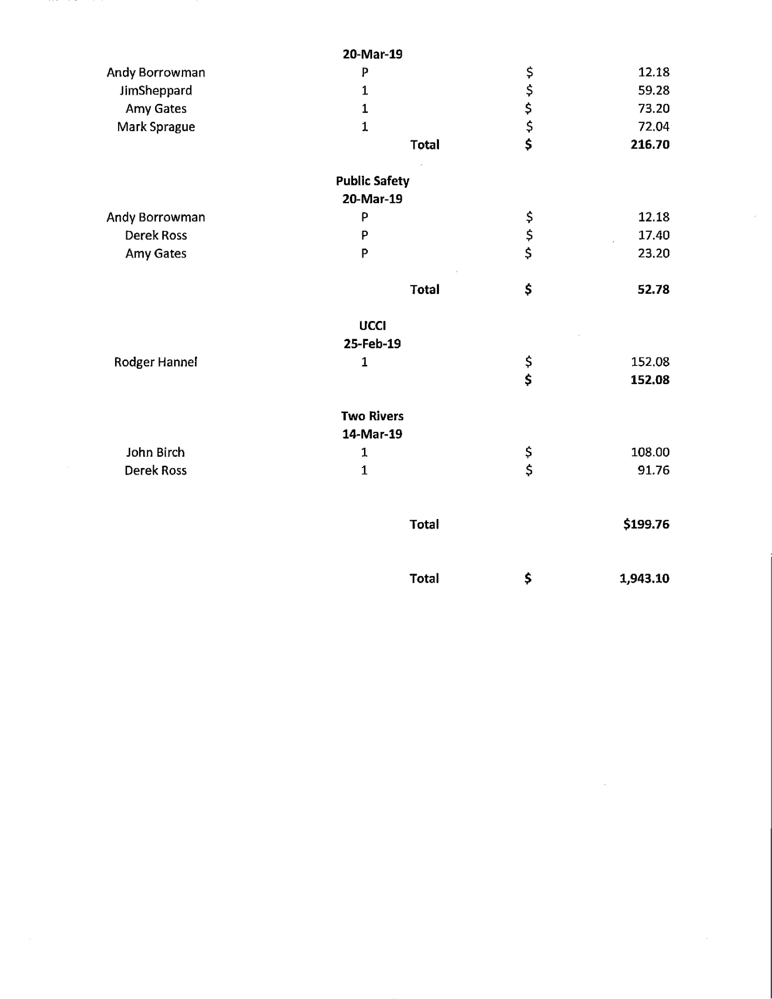 20-Mar-19
Andy Borrowman P $ 12.18
JimSheppard 1 $ 59.28
Amy Gates 1 $ 73.20
Mark Sprague 1 $ 72.04
Total $ 216.70
Public Safety
20-Mar-19
Andy Borrowman P $ 12.18
Derek Ross P $ 17.40
Amy Gates P $ 23.20
Total $ 52.78
UCCI
25-Feb-19
Rodger Hannel 1 $ 152.08
$ 152.08
Two Rivers
14-Mar-19
John Birch 1 $ 108.00
Derek Ross 1 $ 91.76
Total $199.76
Total $ 1,943.10